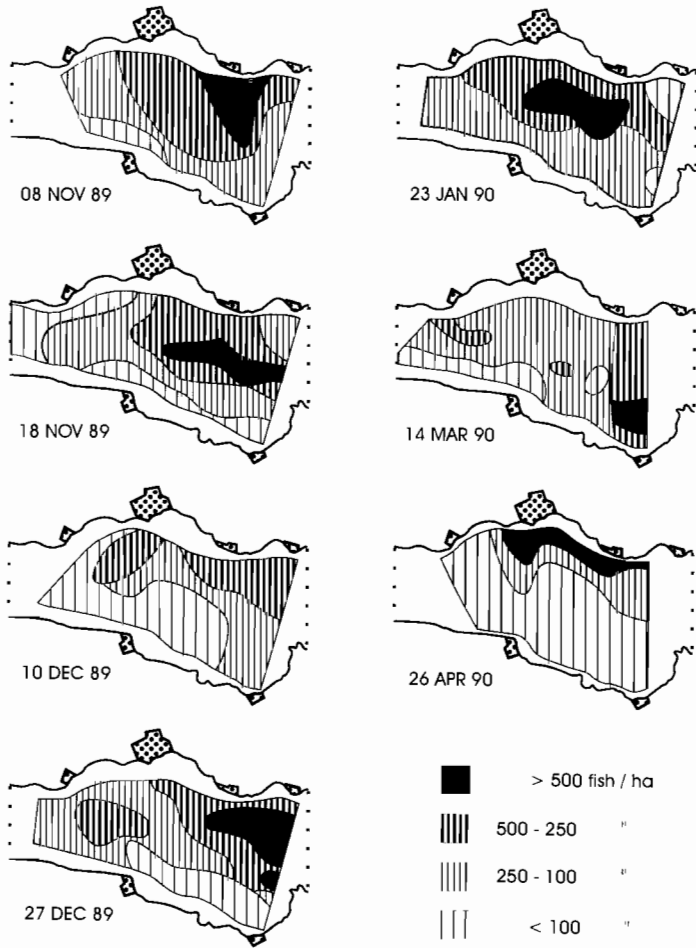 08 NOV 89
23 JAN 90
18 NOV 89
14 MAR 90
10 DEC 89
26 APR 90
27 DEC 89
> 500 fish / ha
500 - 250 "
250 - 100 "
< 100 "